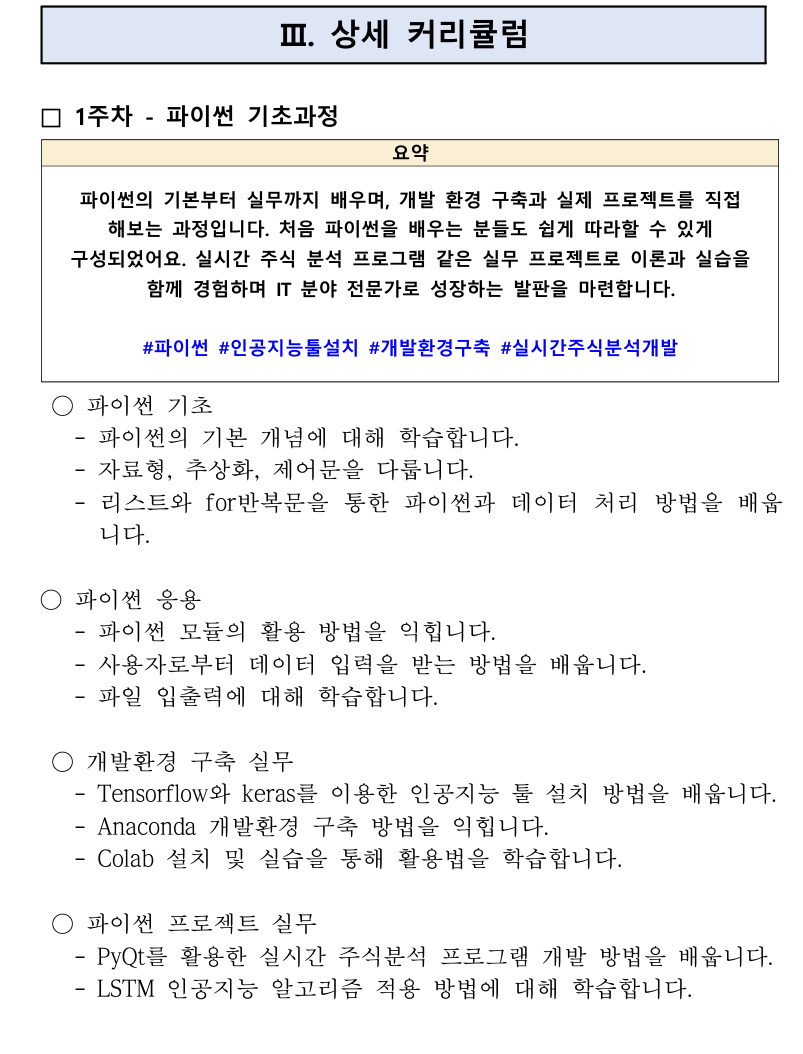 Ⅲ. 상세 커리큘럼
□ 1주차 - 파이썬 기초과정
요약
파이썬의 기본부터 실무까지 배우며, 개발 환경 구축과 실제 프로젝트를 직접
해보는 과정입니다. 처음 파이썬을 배우는 분들도 쉽게 따라할 수 있게
구성되었어요. 실시간 주식 분석 프로그램 같은 실무 프로젝트로 이론과 실습을
함께 경험하며 IT 분야 전문가로 성장하는 발판을 마련합니다.
#파이썬 #인공지능툴설치 #개발환경구축 #실시간주식분석개발
○ 파이썬 기초
- 파이썬의 기본 개념에 대해 학습합니다.
- 자료형, 추상화, 제어문을 다룹니다.
- 리스트와 for반복문을 통한 파이썬과 데이터 처리 방법을 배웁
니다.
○ 파이썬 응용
- 파이썬 모듈의 활용 방법을 익힙니다.
- 사용자로부터 데이터 입력을 받는 방법을 배웁니다.
- 파일 입출력에 대해 학습합니다.
○ 개발환경 구축 실무
- Tensorflow와 keras를 이용한 인공지능 툴 설치 방법을 배웁니다.
- Anaconda 개발환경 구축 방법을 익힙니다.
- Colab 설치 및 실습을 통해 활용법을 학습합니다.
○ 파이썬 프로젝트 실무
- PyQt를 활용한 실시간 주식분석 프로그램 개발 방법을 배웁니다.
- LSTM 인공지능 알고리즘 적용 방법에 대해 학습합니다.